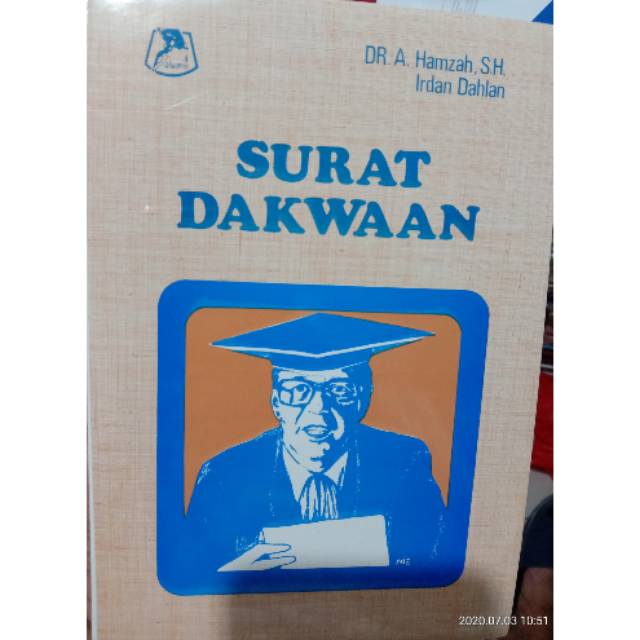 DR. A. Hamzah, S.H.
Irdan Dahlan
SURAT
DAKWAAN
2020.07.03 10:51